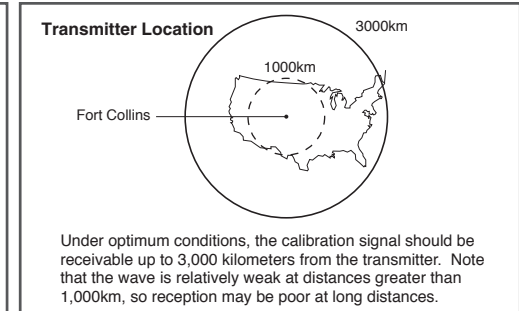 Transmitter Location
3000km
1000km
Fort Collins
Under optimum conditions, the calibration signal should be
receivable up to 3,000 kilometers from the transmitter.  Note
that the wave is relatively weak at distances greater than
1,000km, so reception may be poor at long distances.